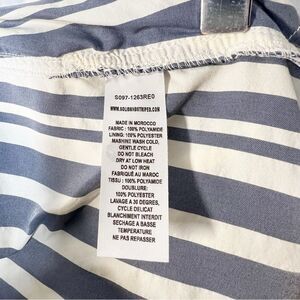 S097-1263RE0
WWW.SOLIDANDSTRIPED.COM
MADE IN MOROCCO
FABRIC : 100% POLYAMIDE
LINING: 100% POLYESTER
MASHINE WASH COLD,
GENTLE CYCLE
DO NOT BLEACH
DRY AT LOW HEAT
DO NOT IRON
FABRIQUÉ AU MAROC
TISSU : 100% POLYAMIDE
DOUBLURE:
100% POLYESTER
LAVAGE A 30 DEGRES,
CYCLE DELICAT
BLANCHIMENT INTERDIT
SECHAGE A BASSE
TEMPERATURE
NE PAS REPASSER